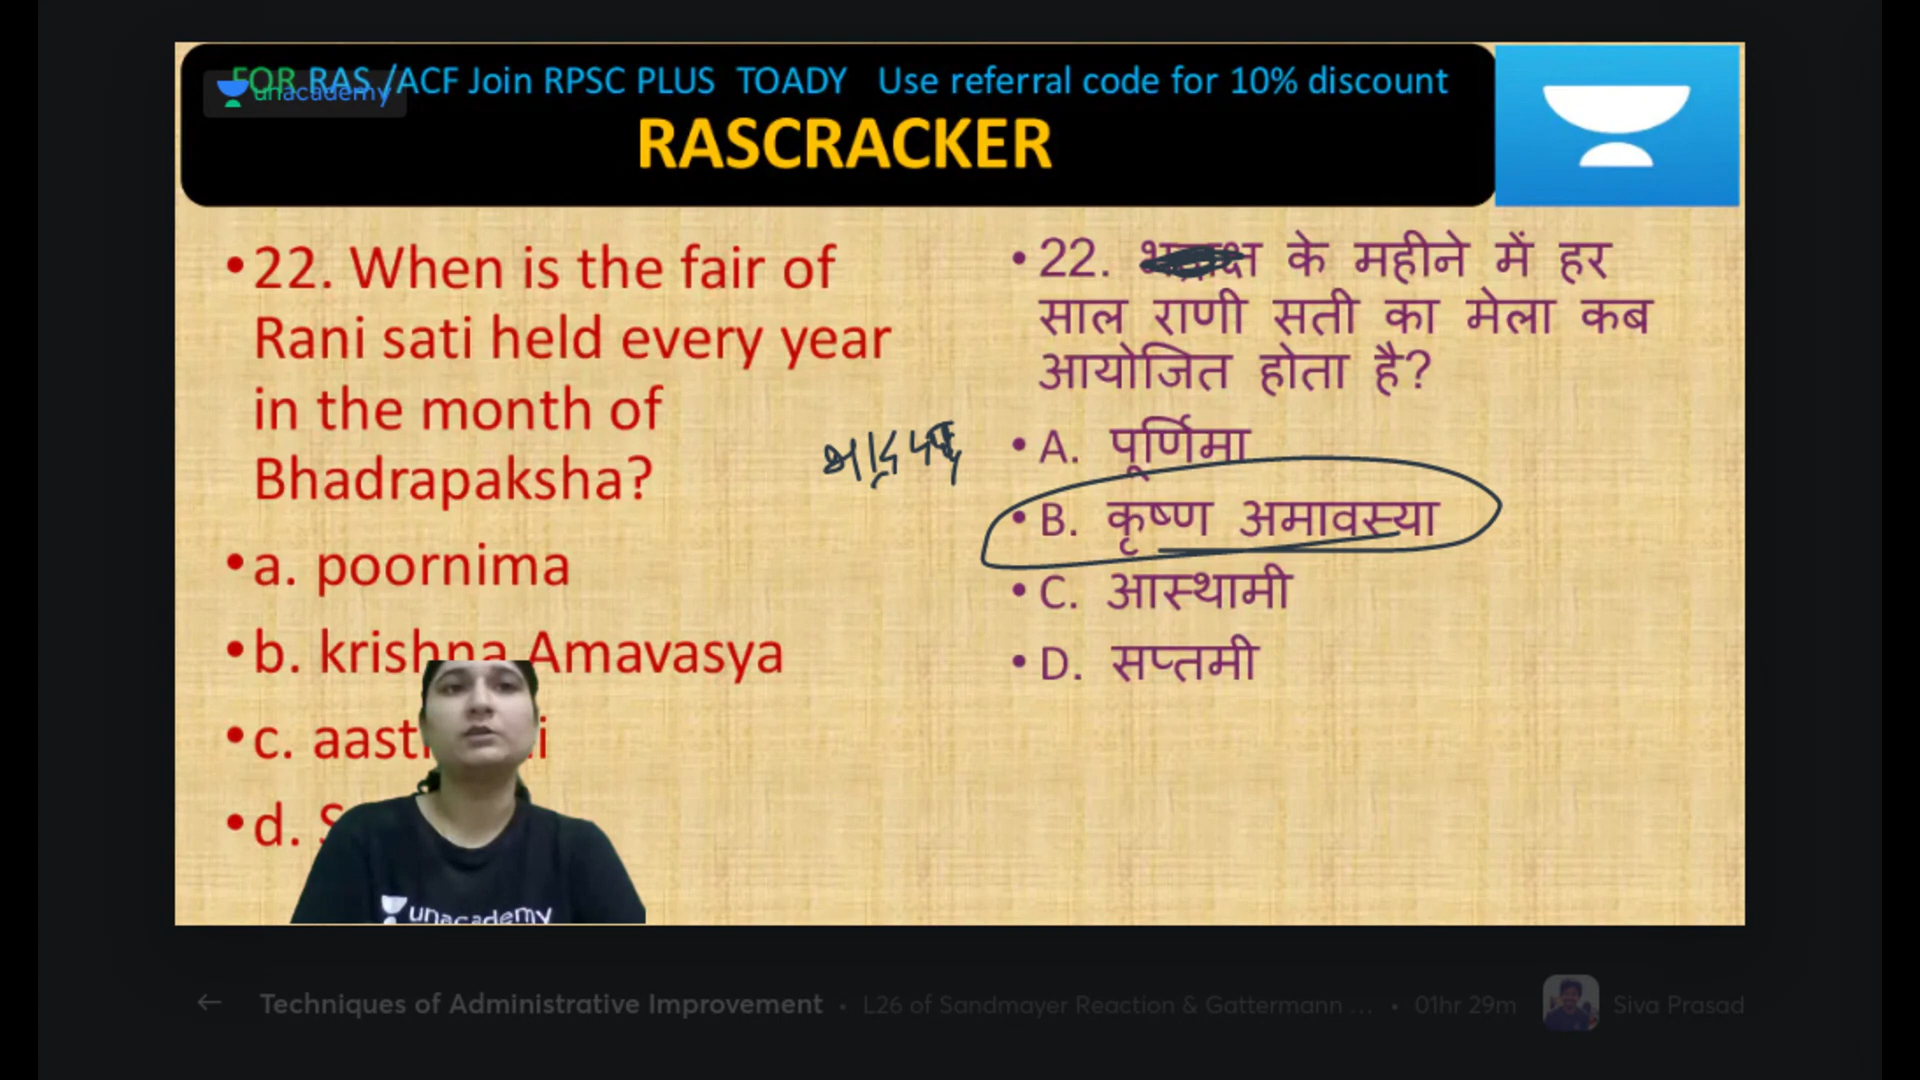 FOR RAS /ACF Join RPSC PLUS TOADY Use referral code for 10% discount
unacademy
RASCRACKER
•22. When is the fair of
Rani sati held every year
in the month of
Bhadrapaksha?
•a. poornima
•b. krishna Amavasya
•c.
•d.
unacademy
•22. के महीने में हर
साल राणी सती का मेला कब
आयोजित होता है?
•A. पूर्णिमा
•B. कृष्ण अमावस्या
•C. आस्थामी
•D. सप्तमी
← Techniques of Administrative Improvement • L26 of Sandmayer Reaction & Gattermann ... • 01hr 29m Siva Prasad